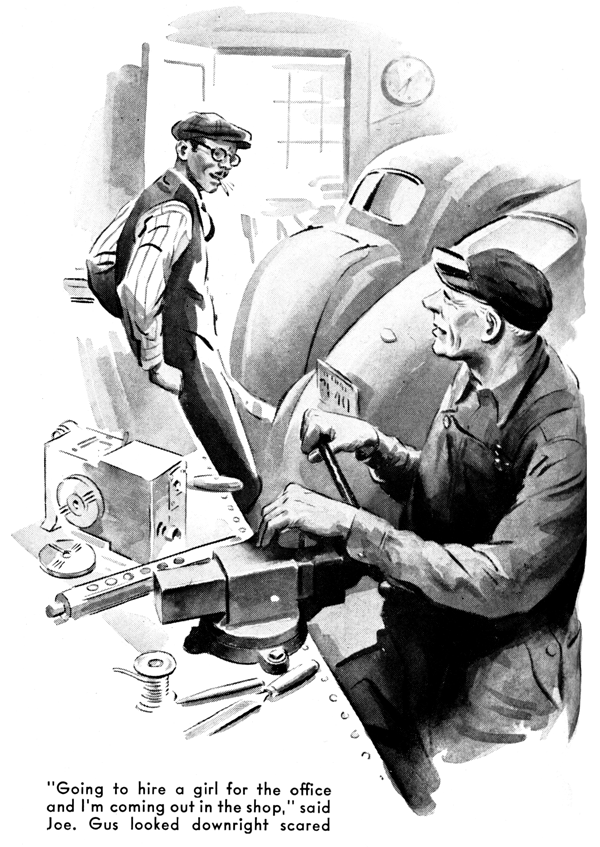 "Going to hire a girl for the office
and I'm coming out in the shop," said
Joe. Gus looked downright scared